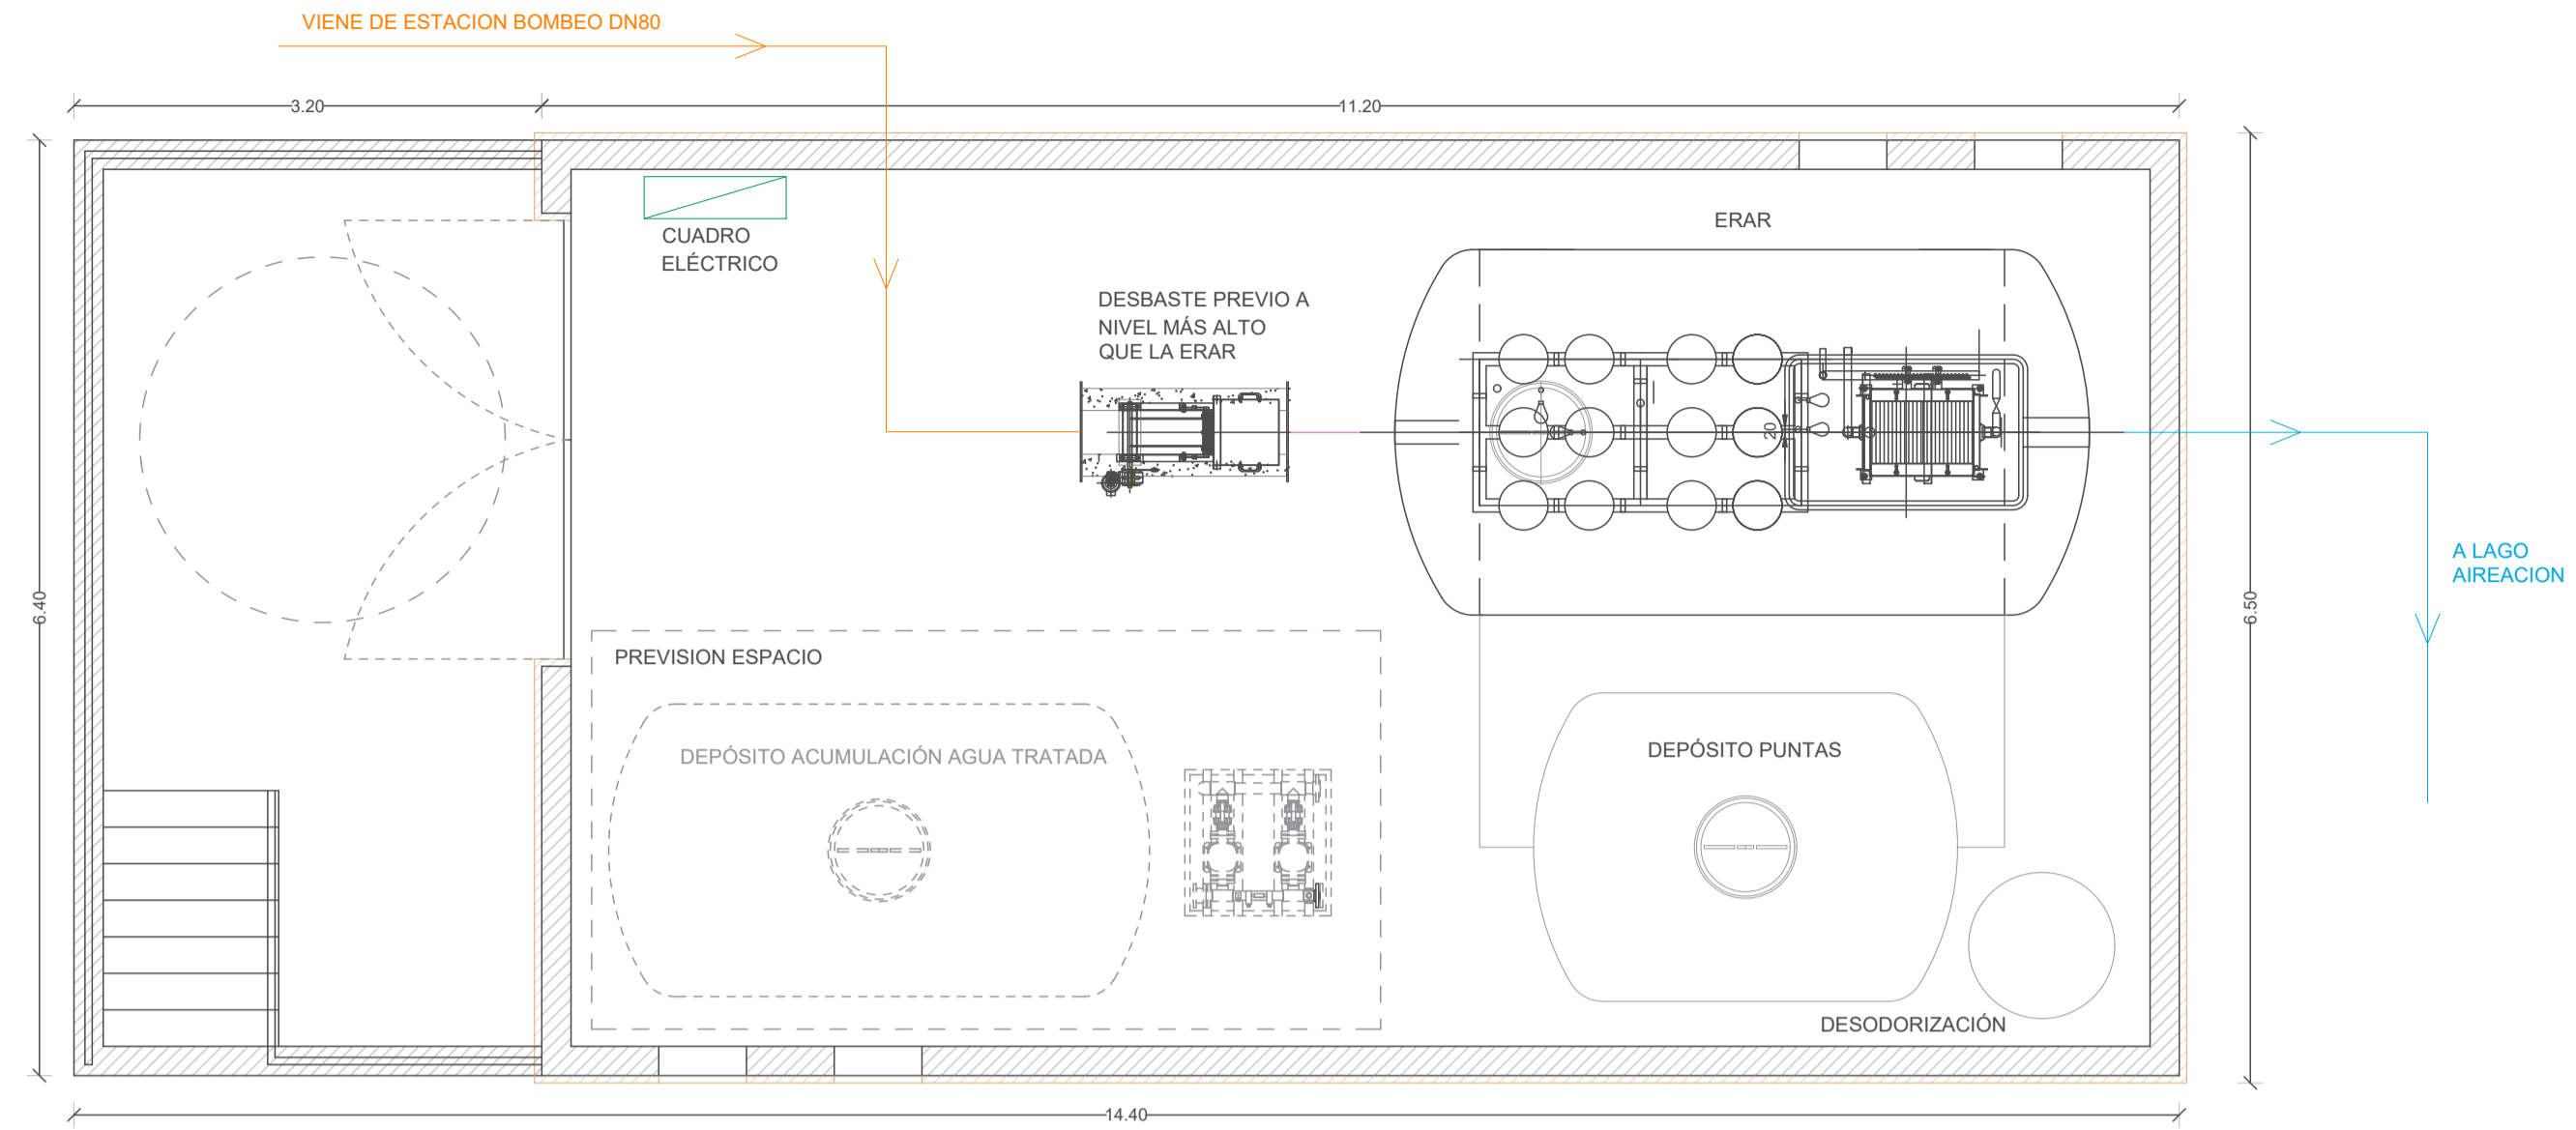 VIENE DE ESTACION BOMBEO DN80
3.20
11.20
CUADRO
ELÉCTRICO
ERAR
DESBASTE PREVIO A
NIVEL MÁS ALTO
QUE LA ERAR
20
A LAGO
AIREACION
6.40
6.50
PREVISION ESPACIO
DEPÓSITO ACUMULACIÓN AGUA TRATADA
DEPÓSITO PUNTAS
DESODORIZACIÓN
14.40